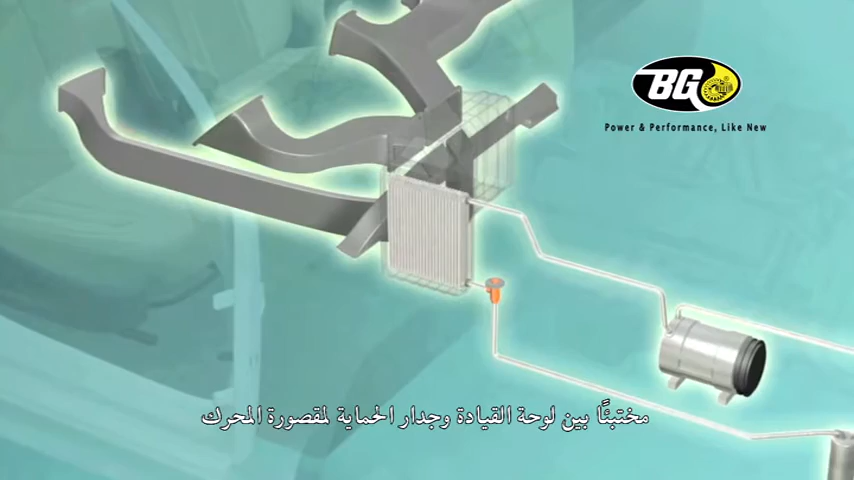 BG
Power & Performance, Like New
مختبئًا بين لوحة القيادة وجدار الحماية لمقصورة المحرك